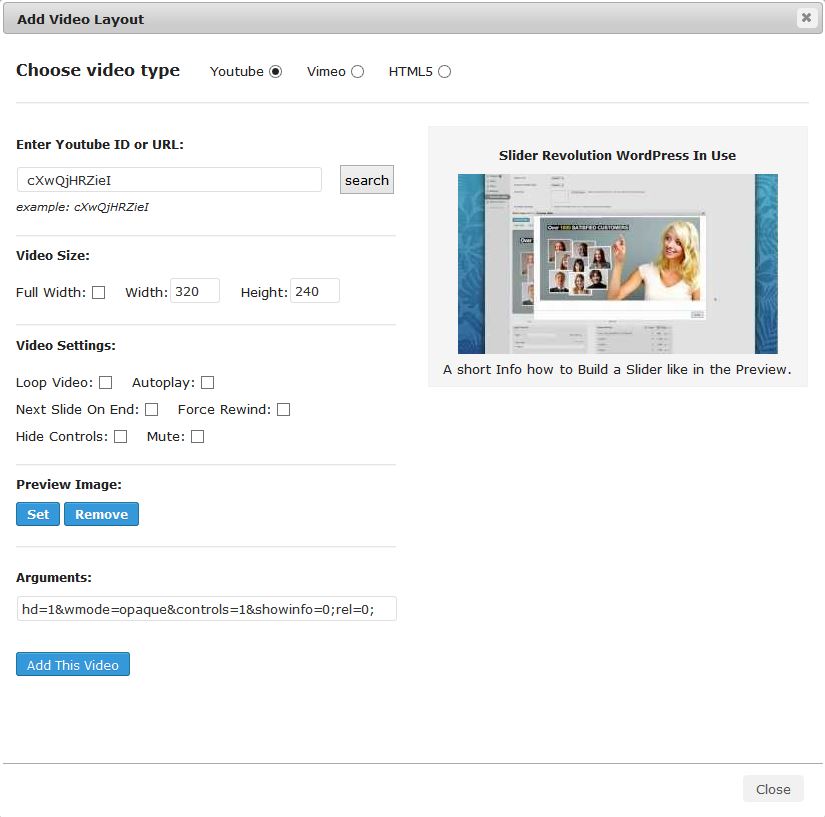 Add Video Layout
Choose video type Youtube Vimeo HTML5
Enter Youtube ID or URL:
cXwQjHRZieI search
example: cXwQjHRZieI
Video Size:
Full Width: Width: 320 Height: 240
Video Settings:
Loop Video: Autoplay:
Next Slide On End: Force Rewind:
Hide Controls: Mute:
Preview Image:
Set Remove
Arguments:
hd=1&wmode=opaque&controls=1&showinfo=0;rel=0;
Add This Video
Slider Revolution WordPress In Use
Over 1800 SATISFIED CUSTOMERS
A short Info how to Build a Slider like in the Preview.
Close